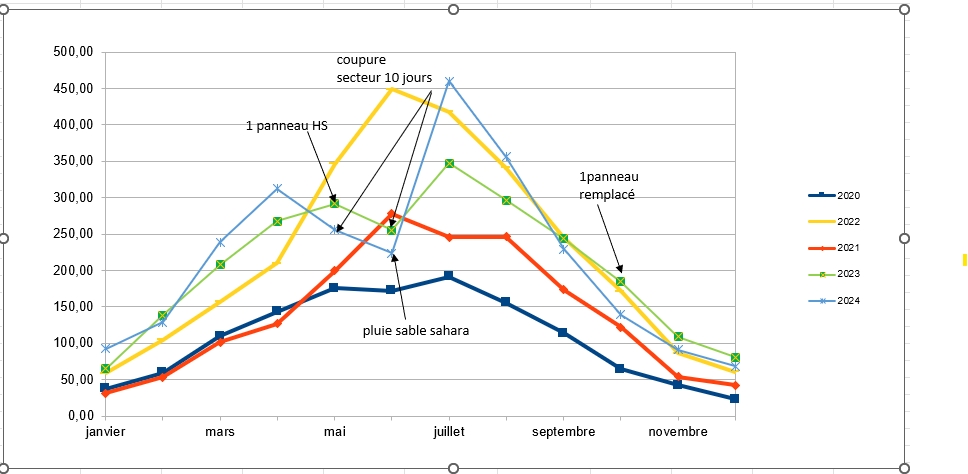 500,00
450,00
400,00
350,00
300,00
250,00
200,00
150,00
100,00
50,00
0,00
coupure
secteur 10 jours
1 panneau HS
1panneau
remplacé
pluie sable sahara
janvier mars mai juillet septembre novembre
2020
2022
2021
2023
2024